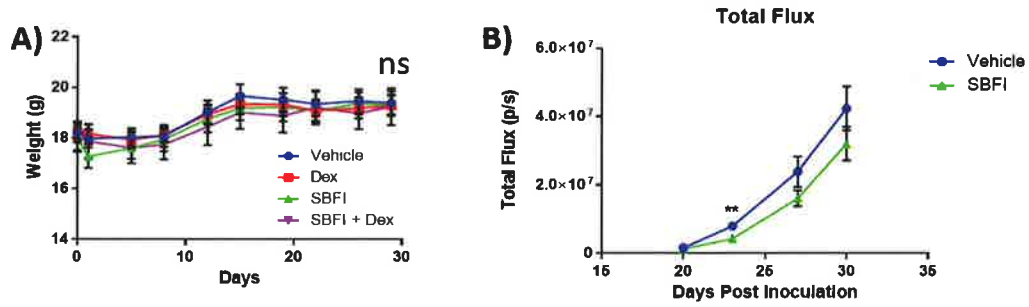 A)
22
20
18
16
14
Weight (g)
ns
Vehicle
Dex
SBFI
SBFI + Dex
0
10
20
30
Days
B)
Total Flux
6.0×10⁷
4.0×10⁷
2.0×10⁷
0
Total Flux (p/s)
**
Vehicle
SBFI
15
20
25
30
35
Days Post Inoculation